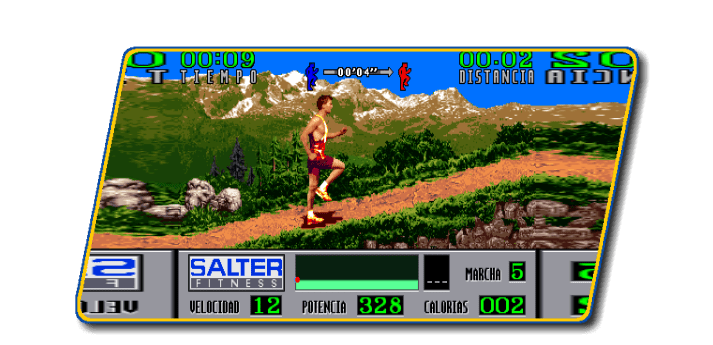 00:09 00.02
TIEMPO 00'04" DISTANCIA
SALTER
FITNESS
--- MARCHA 5
VELOCIDAD 12 POTENCIA 328 CALORIAS 002